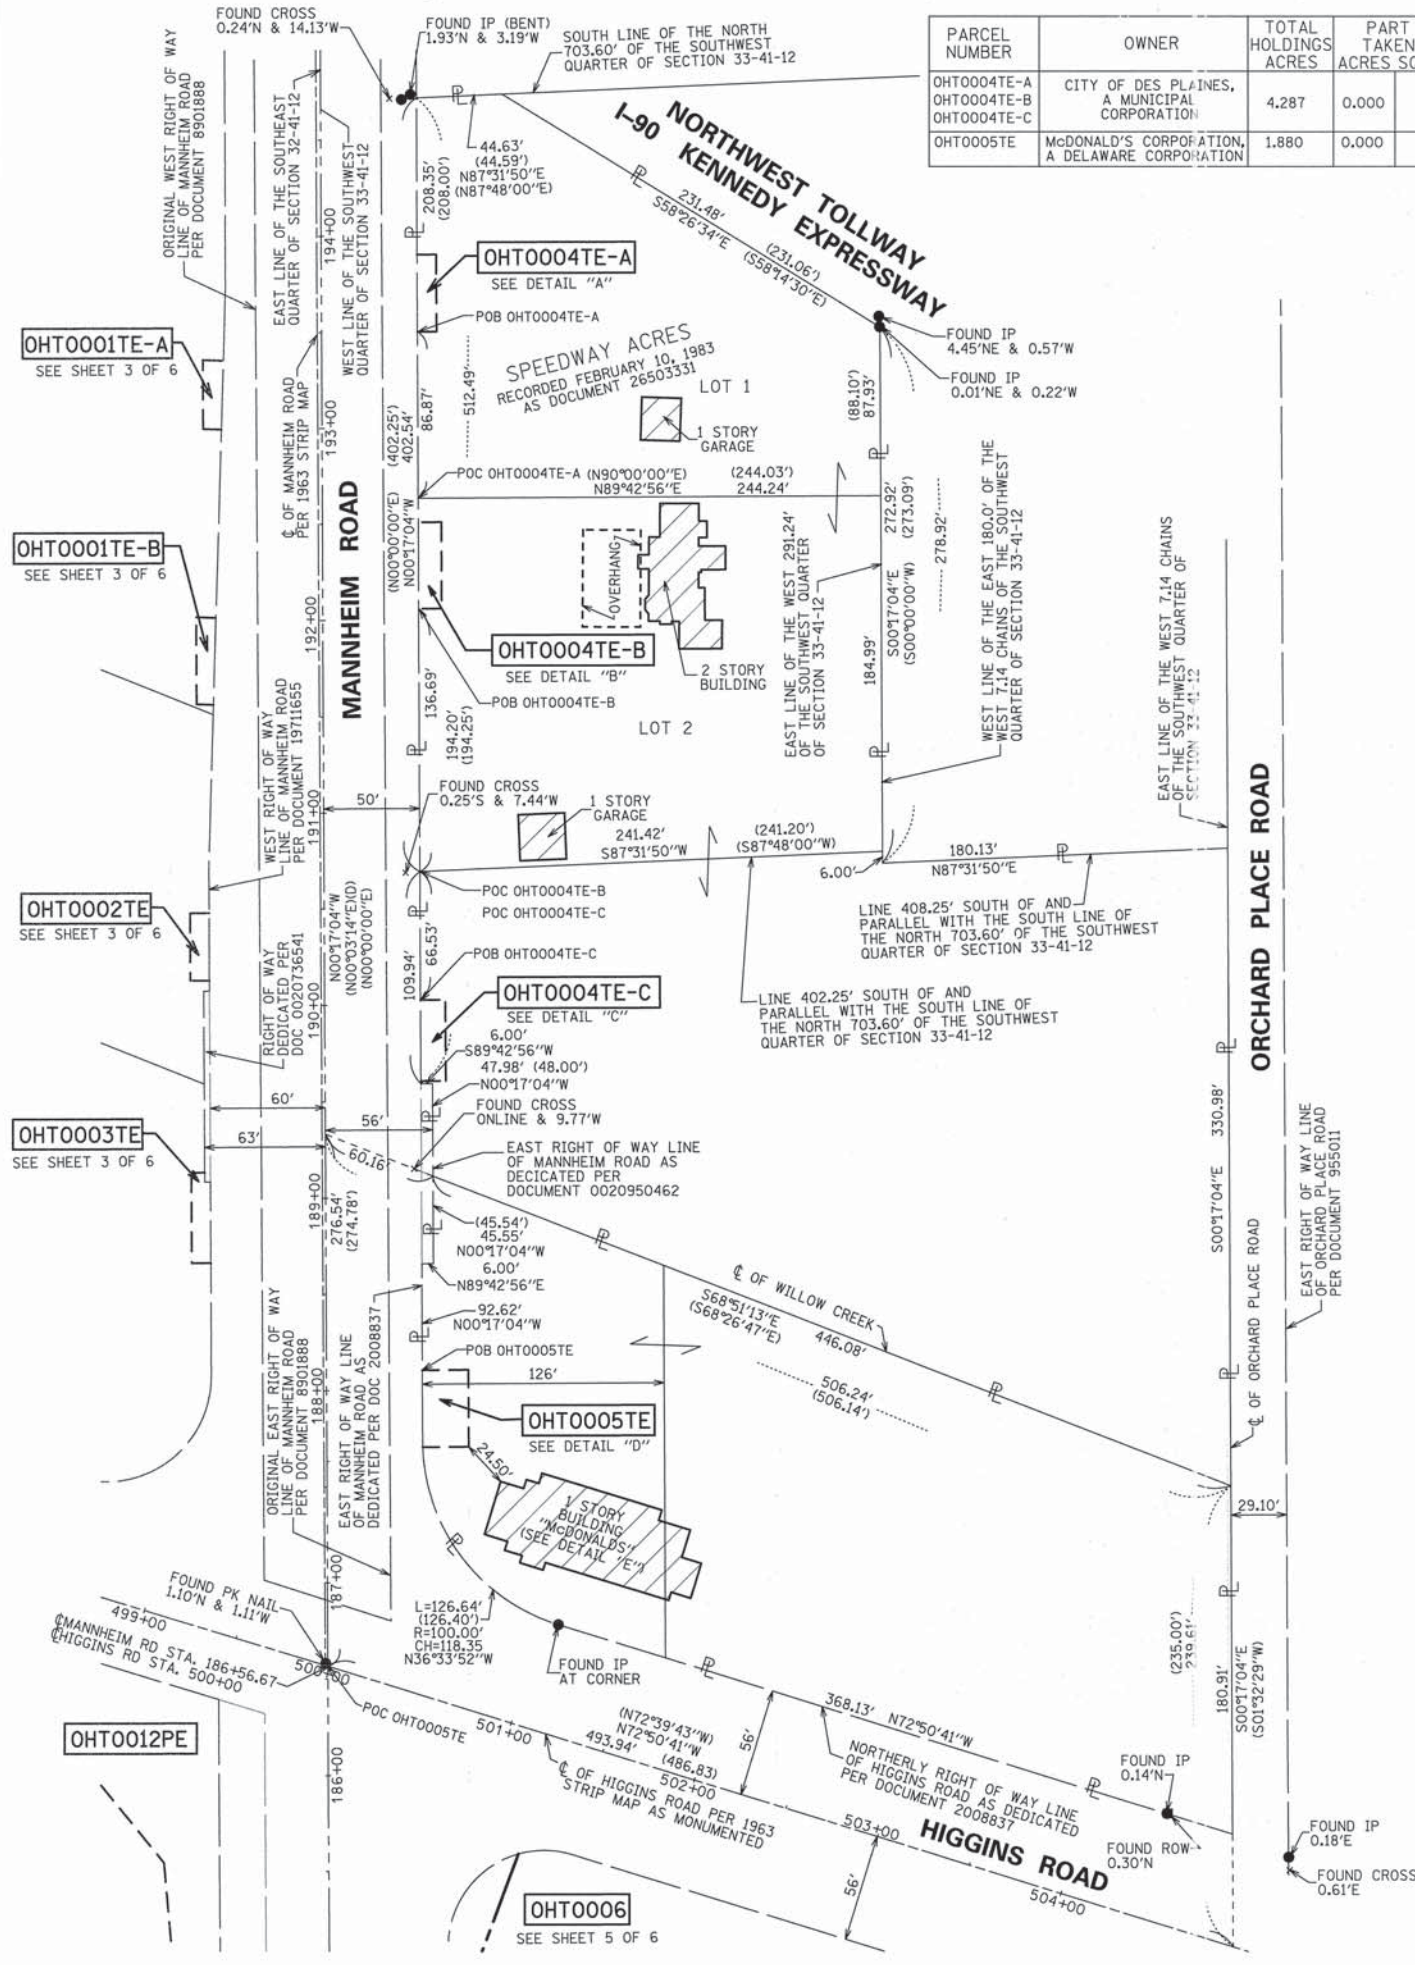 FOUND CROSS
0.24'N & 14.13'W
FOUND IP (BENT)
1.93'N & 3.19'W
SOUTH LINE OF THE NORTH
703.60' OF THE SOUTHWEST
QUARTER OF SECTION 33-41-12
PARCEL
NUMBER
OWNER
TOTAL
HOLDINGS
ACRES
PART
TAKEN
ACRES
OHT0004TE-A
OHT0004TE-B
OHT0004TE-C
CITY OF DES PLAINES,
A MUNICIPAL
CORPORATION
4.287
0.000
OHT0005TE
McDONALD'S CORPORATION,
A DELAWARE CORPORATION
1.880
0.000
ORIGINAL WEST RIGHT OF WAY
LINE OF MANNHEIM ROAD
PER DOCUMENT 8901888
EAST LINE OF THE SOUTHEAST
QUARTER OF SECTION 32-41-12
WEST LINE OF THE SOUTHWEST
QUARTER OF SECTION 33-41-12
194+00
208.35'
(208.00')
44.63'
(44.59')
N87°31'50"E
(N87°48'00"E)
NORTHWEST TOLLWAY
I-90 KENNEDY EXPRESSWAY
231.48'
S58°26'34"E
(231.06')
(S58°14'30"E)
OHT0004TE-A
SEE DETAIL "A"
POB OHT0004TE-A
FOUND IP
4.45'NE & 0.57'W
FOUND IP
0.01'NE & 0.22'W
OHT0001TE-A
SEE SHEET 3 OF 6
℄ OF MANNHEIM ROAD
PER 1963 STRIP MAP
193+00
(402.25')
402.54'
86.87'
512.49'
SPEEDWAY ACRES
RECORDED FEBRUARY 10, 1983
AS DOCUMENT 26503331
LOT 1
1 STORY
GARAGE
(88.10')
87.93'
POC OHT0004TE-A (N90°00'00"E)
N89°42'56"E
(244.03')
244.24'
MANNHEIM ROAD
(N00°00'00"E)
N00°17'04"W
OVERHANG
2 STORY
BUILDING
272.92'
(273.09')
278.92'
S00°17'04"E
(S00°00'00"W)
184.99'
EAST LINE OF THE WEST 291.24'
OF THE SOUTHWEST QUARTER
OF SECTION 33-41-12
WEST LINE OF THE EAST 180.0' OF THE
WEST 7.14 CHAINS OF THE SOUTHWEST
QUARTER OF SECTION 33-41-12
EAST LINE OF THE WEST 7.14 CHAINS
OF THE SOUTHWEST QUARTER OF
SECTION 33-41-12
OHT0001TE-B
SEE SHEET 3 OF 6
192+00
OHT0004TE-B
SEE DETAIL "B"
POB OHT0004TE-B
LOT 2
136.69'
194.20'
(194.25')
WEST RIGHT OF WAY
LINE OF MANNHEIM ROAD
PER DOCUMENT 19711655
191+00
50'
FOUND CROSS
0.25'S & 7.44'W
1 STORY
GARAGE
241.42'
S87°31'50"W
(241.20')
(S87°48'00"W)
6.00'
180.13'
N87°31'50"E
ORCHARD PLACE ROAD
POC OHT0004TE-B
POC OHT0004TE-C
LINE 408.25' SOUTH OF AND
PARALLEL WITH THE SOUTH LINE OF
THE NORTH 703.60' OF THE SOUTHWEST
QUARTER OF SECTION 33-41-12
OHT0002TE
SEE SHEET 3 OF 6
RIGHT OF WAY
DEDICATED PER
DOC 0020736541
190+00
N00°17'04"W
(N00°03'14"E)(D)
(N00°00'00"E)
109.94'
66.53'
POB OHT0004TE-C
OHT0004TE-C
SEE DETAIL "C"
LINE 402.25' SOUTH OF AND
PARALLEL WITH THE SOUTH LINE OF
THE NORTH 703.60' OF THE SOUTHWEST
QUARTER OF SECTION 33-41-12
6.00'
S89°42'56"W
47.98' (48.00')
N00°17'04"W
FOUND CROSS
ONLINE & 9.77'W
60'
56'
63'
60.16'
EAST RIGHT OF WAY LINE
OF MANNHEIM ROAD AS
DECICATED PER
DOCUMENT 0020950462
OHT0003TE
SEE SHEET 3 OF 6
189+00
276.54'
(274.78')
(45.54')
45.55'
N00°17'04"W
6.00'
N89°42'56"E
92.62'
N00°17'04"W
POB OHT0005TE
126'
℄ OF WILLOW CREEK
S68°51'13"E
(S68°26'47"E)
446.08'
506.24'
(506.14')
330.98'
S00°17'04"E
℄ OF ORCHARD PLACE ROAD
EAST RIGHT OF WAY LINE
OF ORCHARD PLACE ROAD
PER DOCUMENT 955011
ORIGINAL EAST RIGHT OF WAY
LINE OF MANNHEIM ROAD
PER DOCUMENT 8901888
188+00
EAST RIGHT OF WAY LINE
OF MANNHEIM ROAD AS
DEDICATED PER DOC 2008837
OHT0005TE
SEE DETAIL "D"
24.50'
1 STORY
BUILDING
"McDONALDS"
(SEE DETAIL "E")
29.10'
187+00
FOUND PK NAIL
1.10'N & 1.11'W
499+00
℄MANNHEIM RD STA. 186+56.67
℄HIGGINS RD STA. 500+00
500+00
L=126.64'
(126.40')
R=100.00'
CH=118.35
N36°33'52"W
FOUND IP
AT CORNER
POC OHT0005TE
501+00
(N72°39'43"W)
N72°50'41"W
493.94'
(486.83)
502+00
56'
368.13' N72°50'41"W
℄ OF HIGGINS ROAD PER 1963
STRIP MAP AS MONUMENTED
NORTHERLY RIGHT OF WAY LINE
OF HIGGINS ROAD AS DEDICATED
PER DOCUMENT 2008837
(235.00')
239.61'
180.91'
S00°17'04"E
(S01°32'29"W)
FOUND IP
0.14'N
FOUND ROW
0.30'N
OHT0012PE
186+00
503+00
HIGGINS ROAD
504+00
56'
FOUND IP
0.18'E
FOUND CROSS
0.61'E
OHT0006
SEE SHEET 5 OF 6